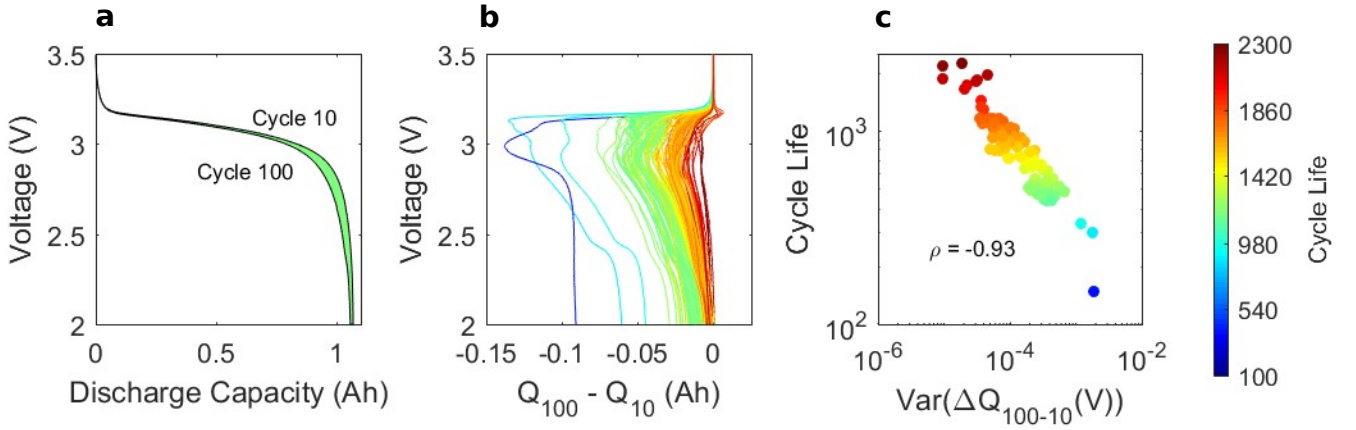 a
3.5
3
2.5
2
Voltage (V)
Cycle 10
Cycle 100
0
0.5
1
Discharge Capacity (Ah)
b
3.5
3
2.5
2
Voltage (V)
-0.15
-0.1
-0.05
0
Q100 - Q10 (Ah)
c
10^3
10^2
Cycle Life
ρ = -0.93
10^-6
10^-4
10^-2
Var(ΔQ100-10(V))
2300
1860
1420
980
540
100
Cycle Life